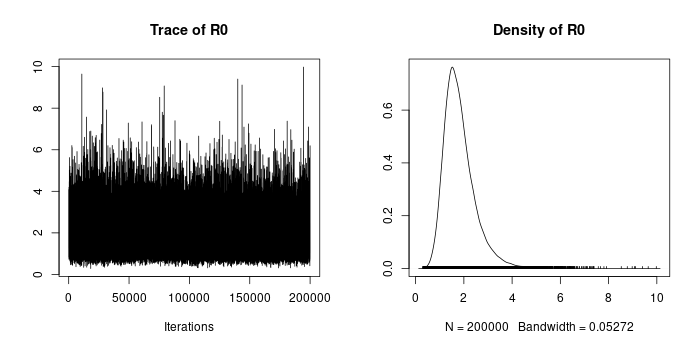 Trace of R0
10
8
6
4
2
0
0 50000 100000 150000 200000
Iterations
Density of R0
0.6
0.4
0.2
0.0
0 2 4 6 8 10
N = 200000 Bandwidth = 0.05272